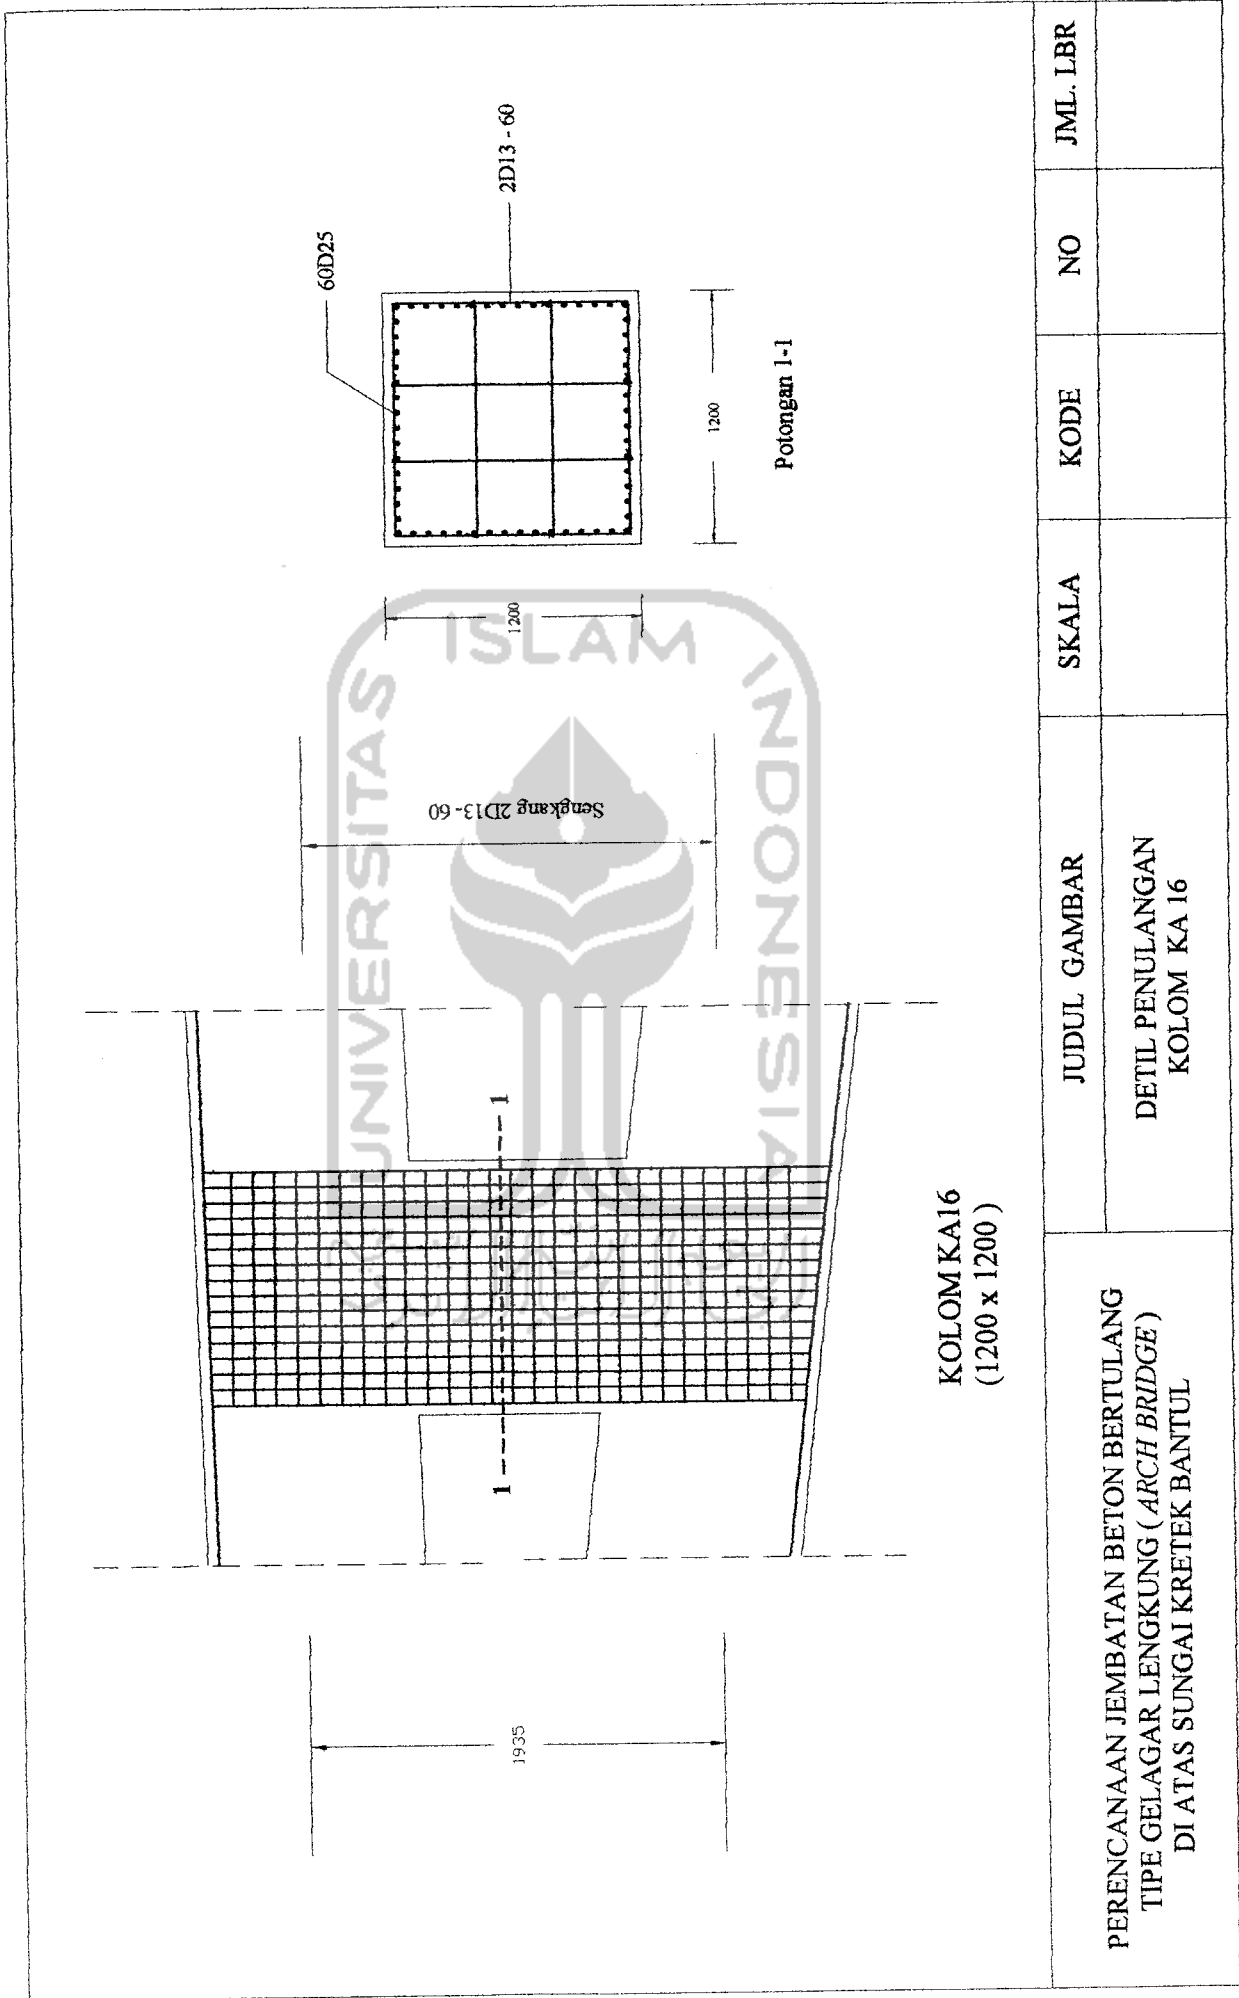 1935
1
1
KOLOM KA16
(1200 x 1200 )
Sengkang 2D13-60
1200
60D25
2D13 - 60
1200
Potongan 1-1
UNIVERSITAS
ISLAM
INDONESIA
PERENCANAAN JEMBATAN BETON BERTULANG
TIPE GELAGAR LENGKUNG ( ARCH BRIDGE )
DI ATAS SUNGAI KRETEK BANTUL
JUDUL GAMBAR
DETIL PENULANGAN
KOLOM KA 16
SKALA
KODE
NO
JML. LBR